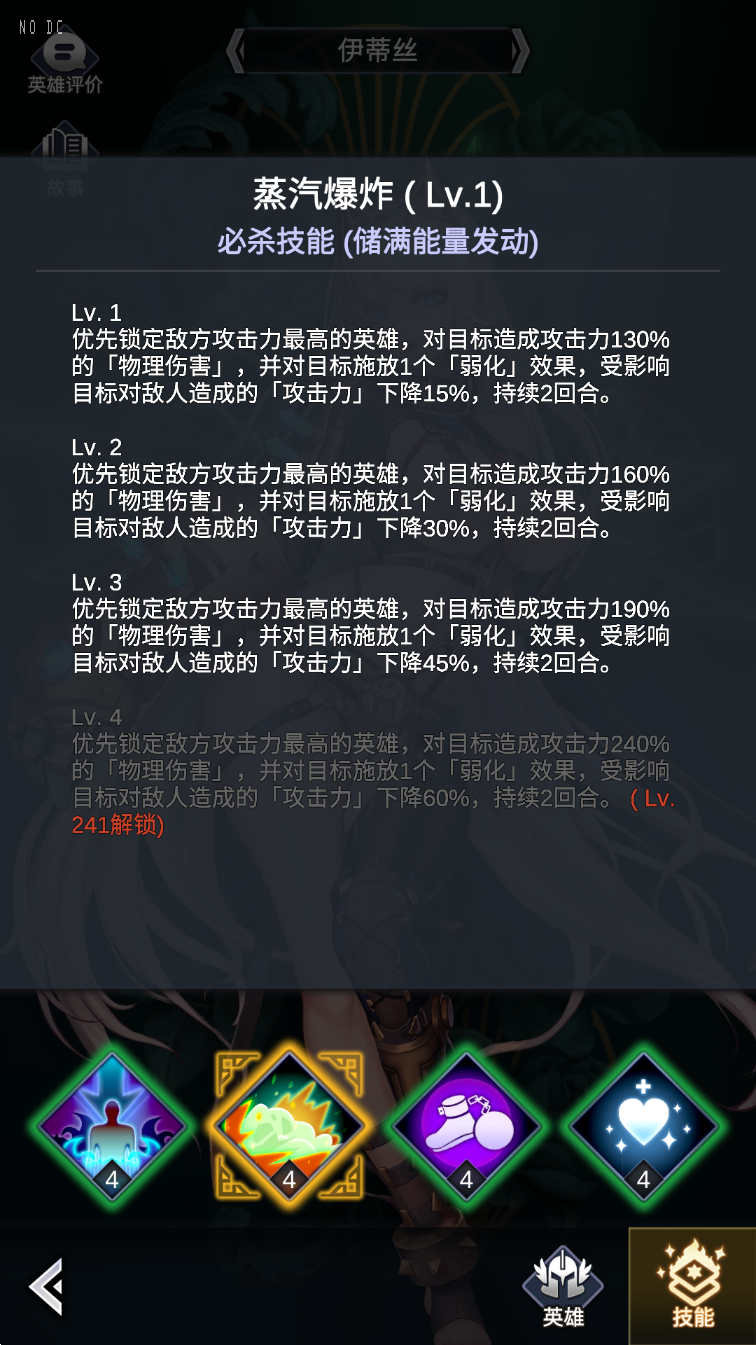 NO DC
伊蒂丝
英雄评价
故事
蒸汽爆炸 ( Lv.1)
必杀技能 (储满能量发动)
Lv. 1
优先锁定敌方攻击力最高的英雄，对目标造成攻击力130%
的「物理伤害」，并对目标施放1个「弱化」效果，受影响
目标对敌人造成的「攻击力」下降15%，持续2回合。
Lv. 2
优先锁定敌方攻击力最高的英雄，对目标造成攻击力160%
的「物理伤害」，并对目标施放1个「弱化」效果，受影响
目标对敌人造成的「攻击力」下降30%，持续2回合。
Lv. 3
优先锁定敌方攻击力最高的英雄，对目标造成攻击力190%
的「物理伤害」，并对目标施放1个「弱化」效果，受影响
目标对敌人造成的「攻击力」下降45%，持续2回合。
Lv. 4
优先锁定敌方攻击力最高的英雄，对目标造成攻击力240%
的「物理伤害」，并对目标施放1个「弱化」效果，受影响
目标对敌人造成的「攻击力」下降60%，持续2回合。 ( Lv.
241解锁)
4 4 4 4
英雄 技能